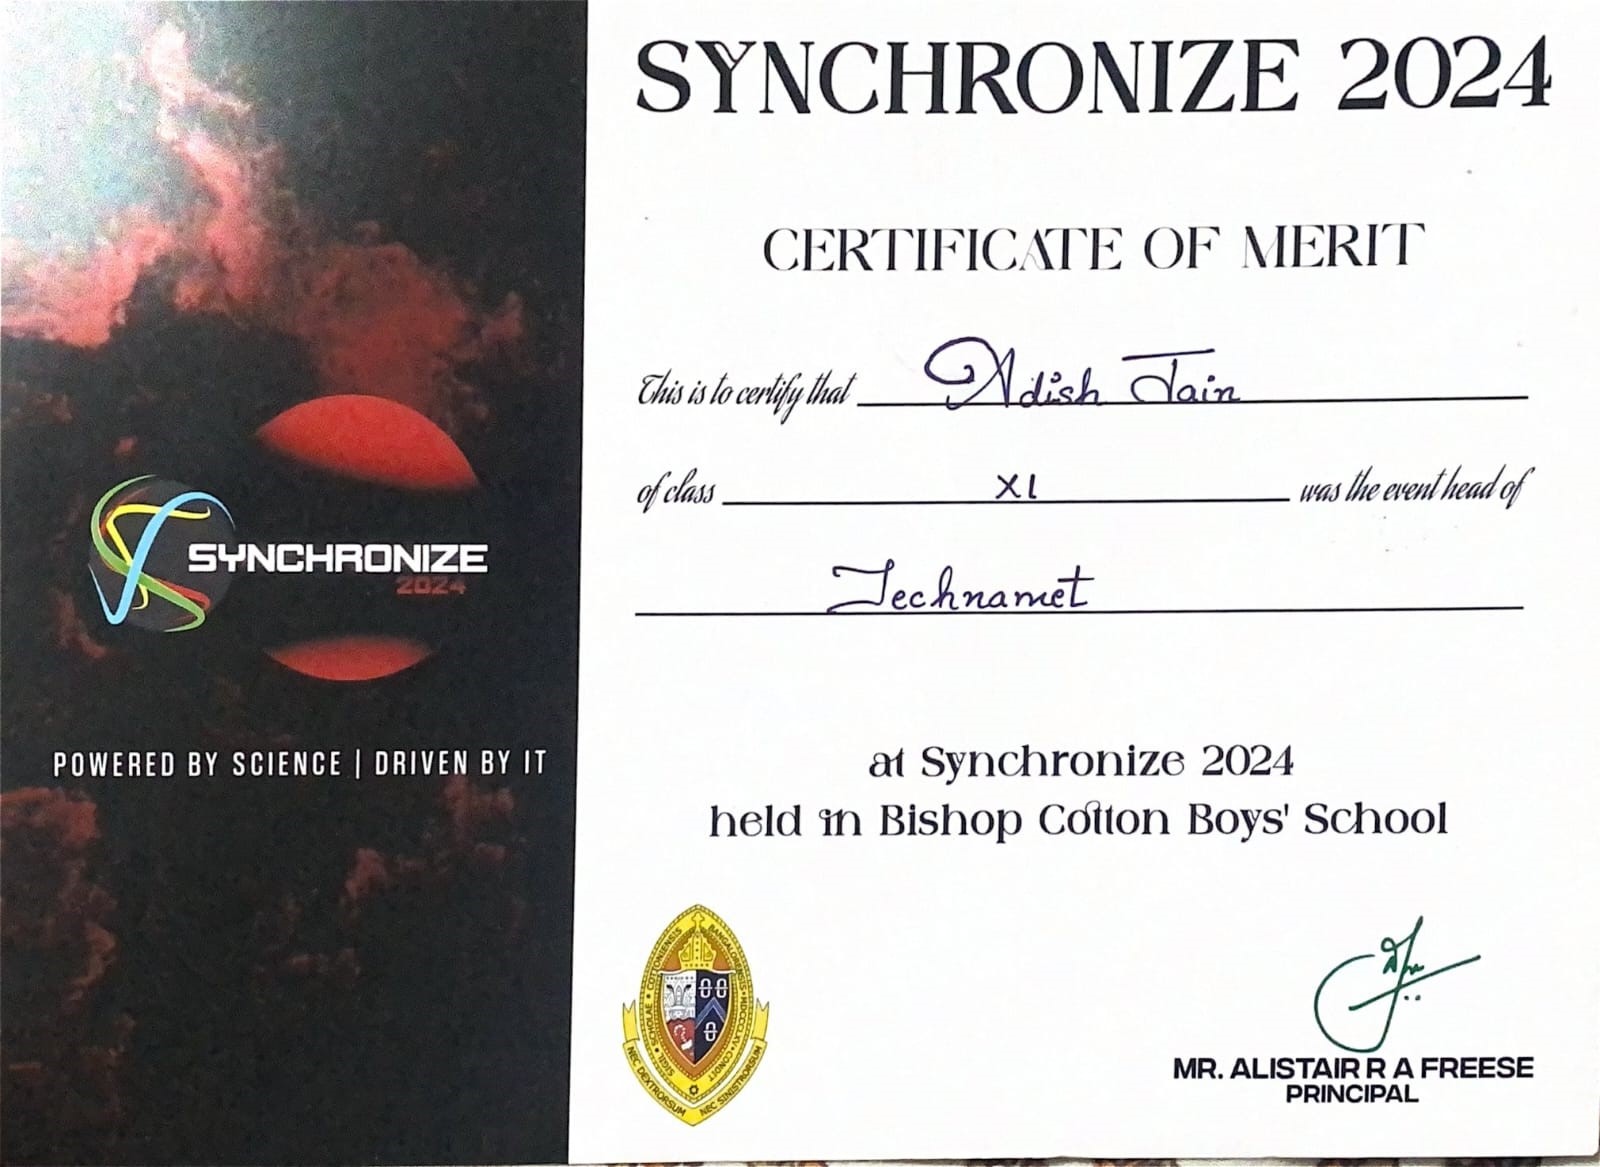 SYNCHRONIZE 2024
CERTIFICATE OF MERIT
This is to certify that Adish Jain
of class XI was the event head of
Technamet
at Synchronize 2024
held in Bishop Cotton Boys' School
SYNCHRONIZE
2024
POWERED BY SCIENCE | DRIVEN BY IT
NEC DEXTRORSUM NEC SINISTRORSUM
MR. ALISTAIR R A FREESE
PRINCIPAL